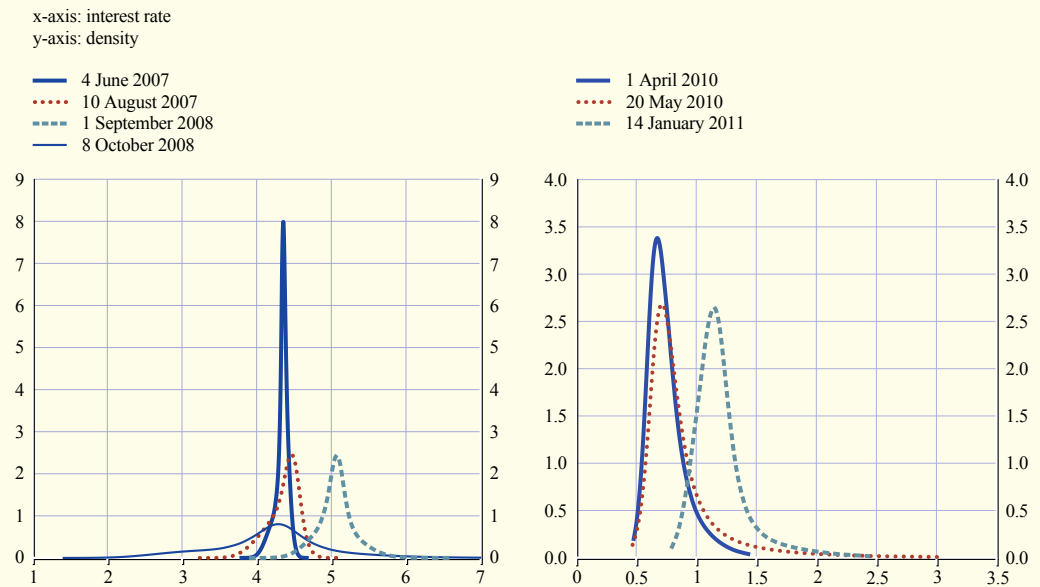 x-axis: interest rate
y-axis: density
4 June 2007
10 August 2007
1 September 2008
8 October 2008
1 April 2010
20 May 2010
14 January 2011
9 9
8 8
7 7
6 6
5 5
4 4
3 3
2 2
1 1
0 0
1 2 3 4 5 6 7
4.0 4.0
3.5 3.5
3.0 3.0
2.5 2.5
2.0 2.0
1.5 1.5
1.0 1.0
0.5 0.5
0.0 0.0
0 0.5 1 1.5 2 2.5 3 3.5